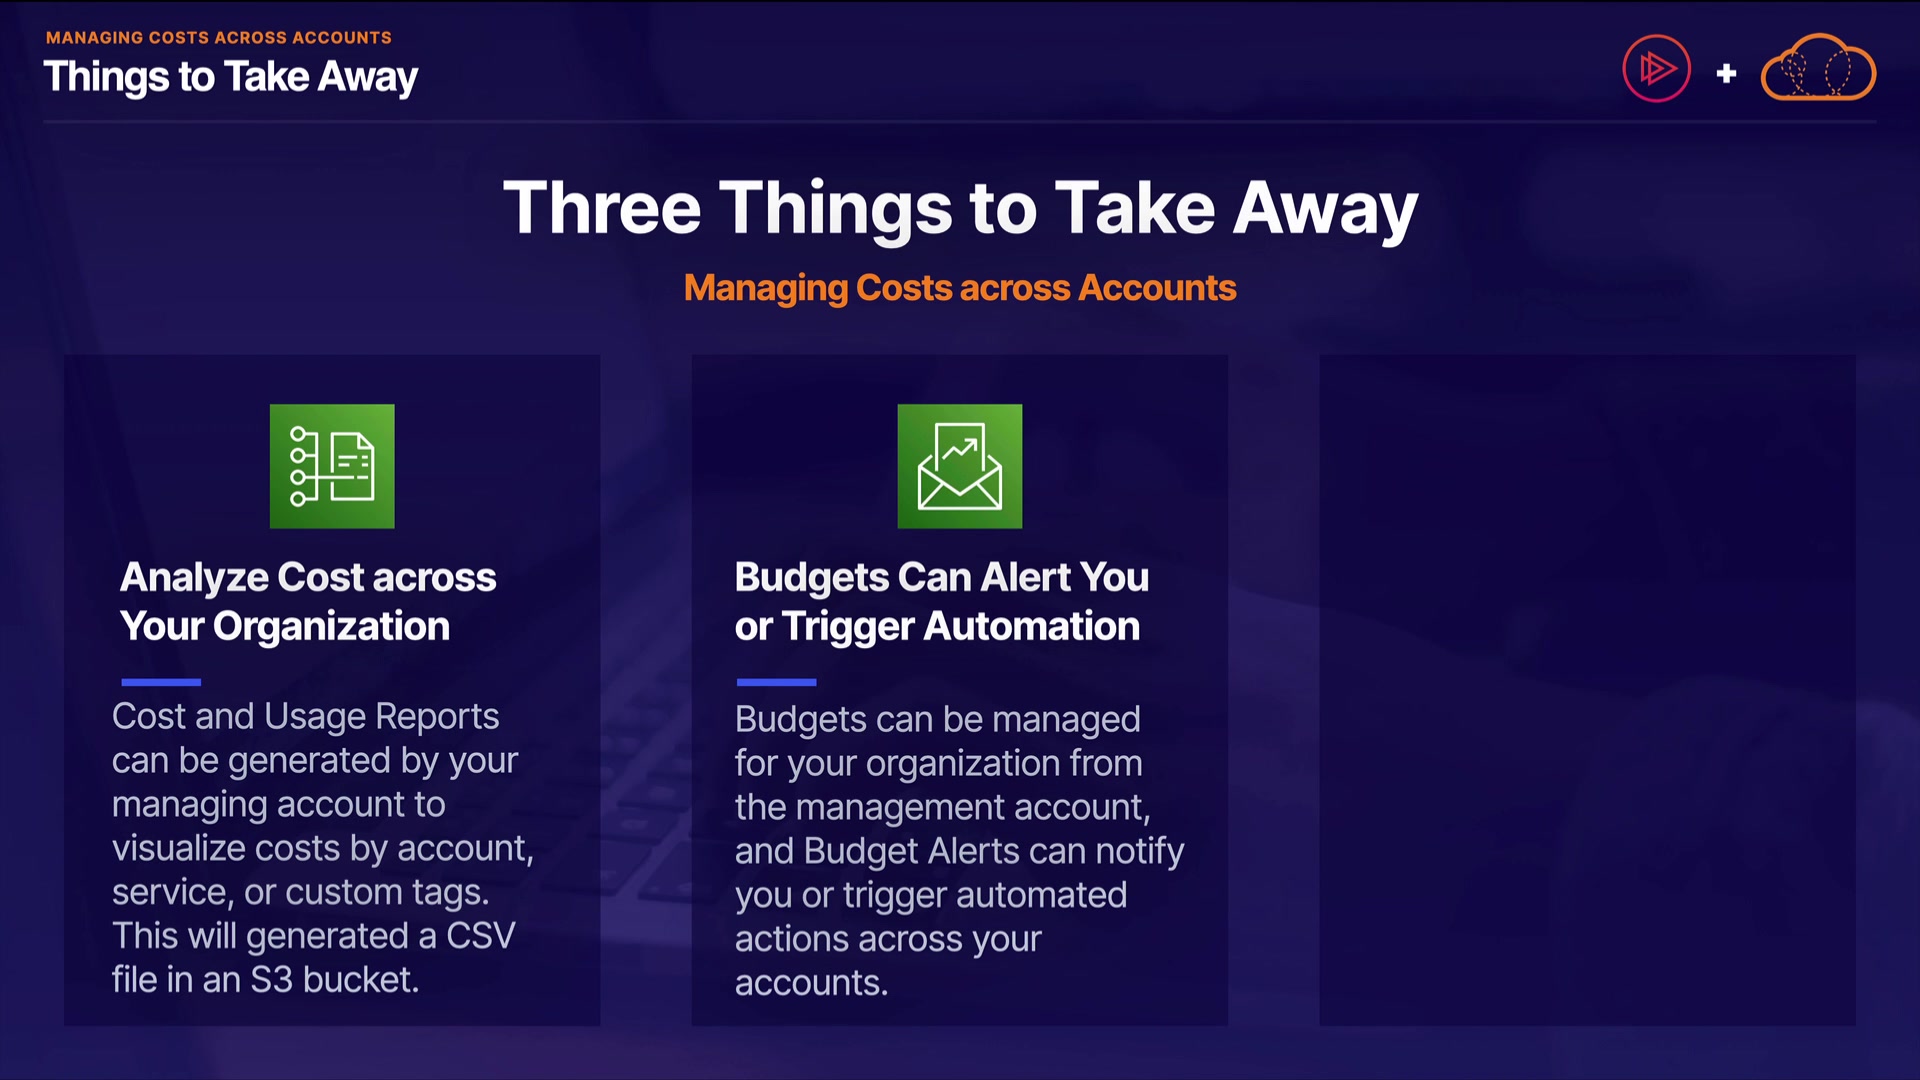 MANAGING COSTS ACROSS ACCOUNTS
Things to Take Away
Three Things to Take Away
Managing Costs across Accounts
Analyze Cost across
Your Organization
Cost and Usage Reports
can be generated by your
managing account to
visualize costs by account,
service, or custom tags.
This will generated a CSV
file in an S3 bucket.
Budgets Can Alert You
or Trigger Automation
Budgets can be managed
for your organization from
the management account,
and Budget Alerts can notify
you or trigger automated
actions across your
accounts.